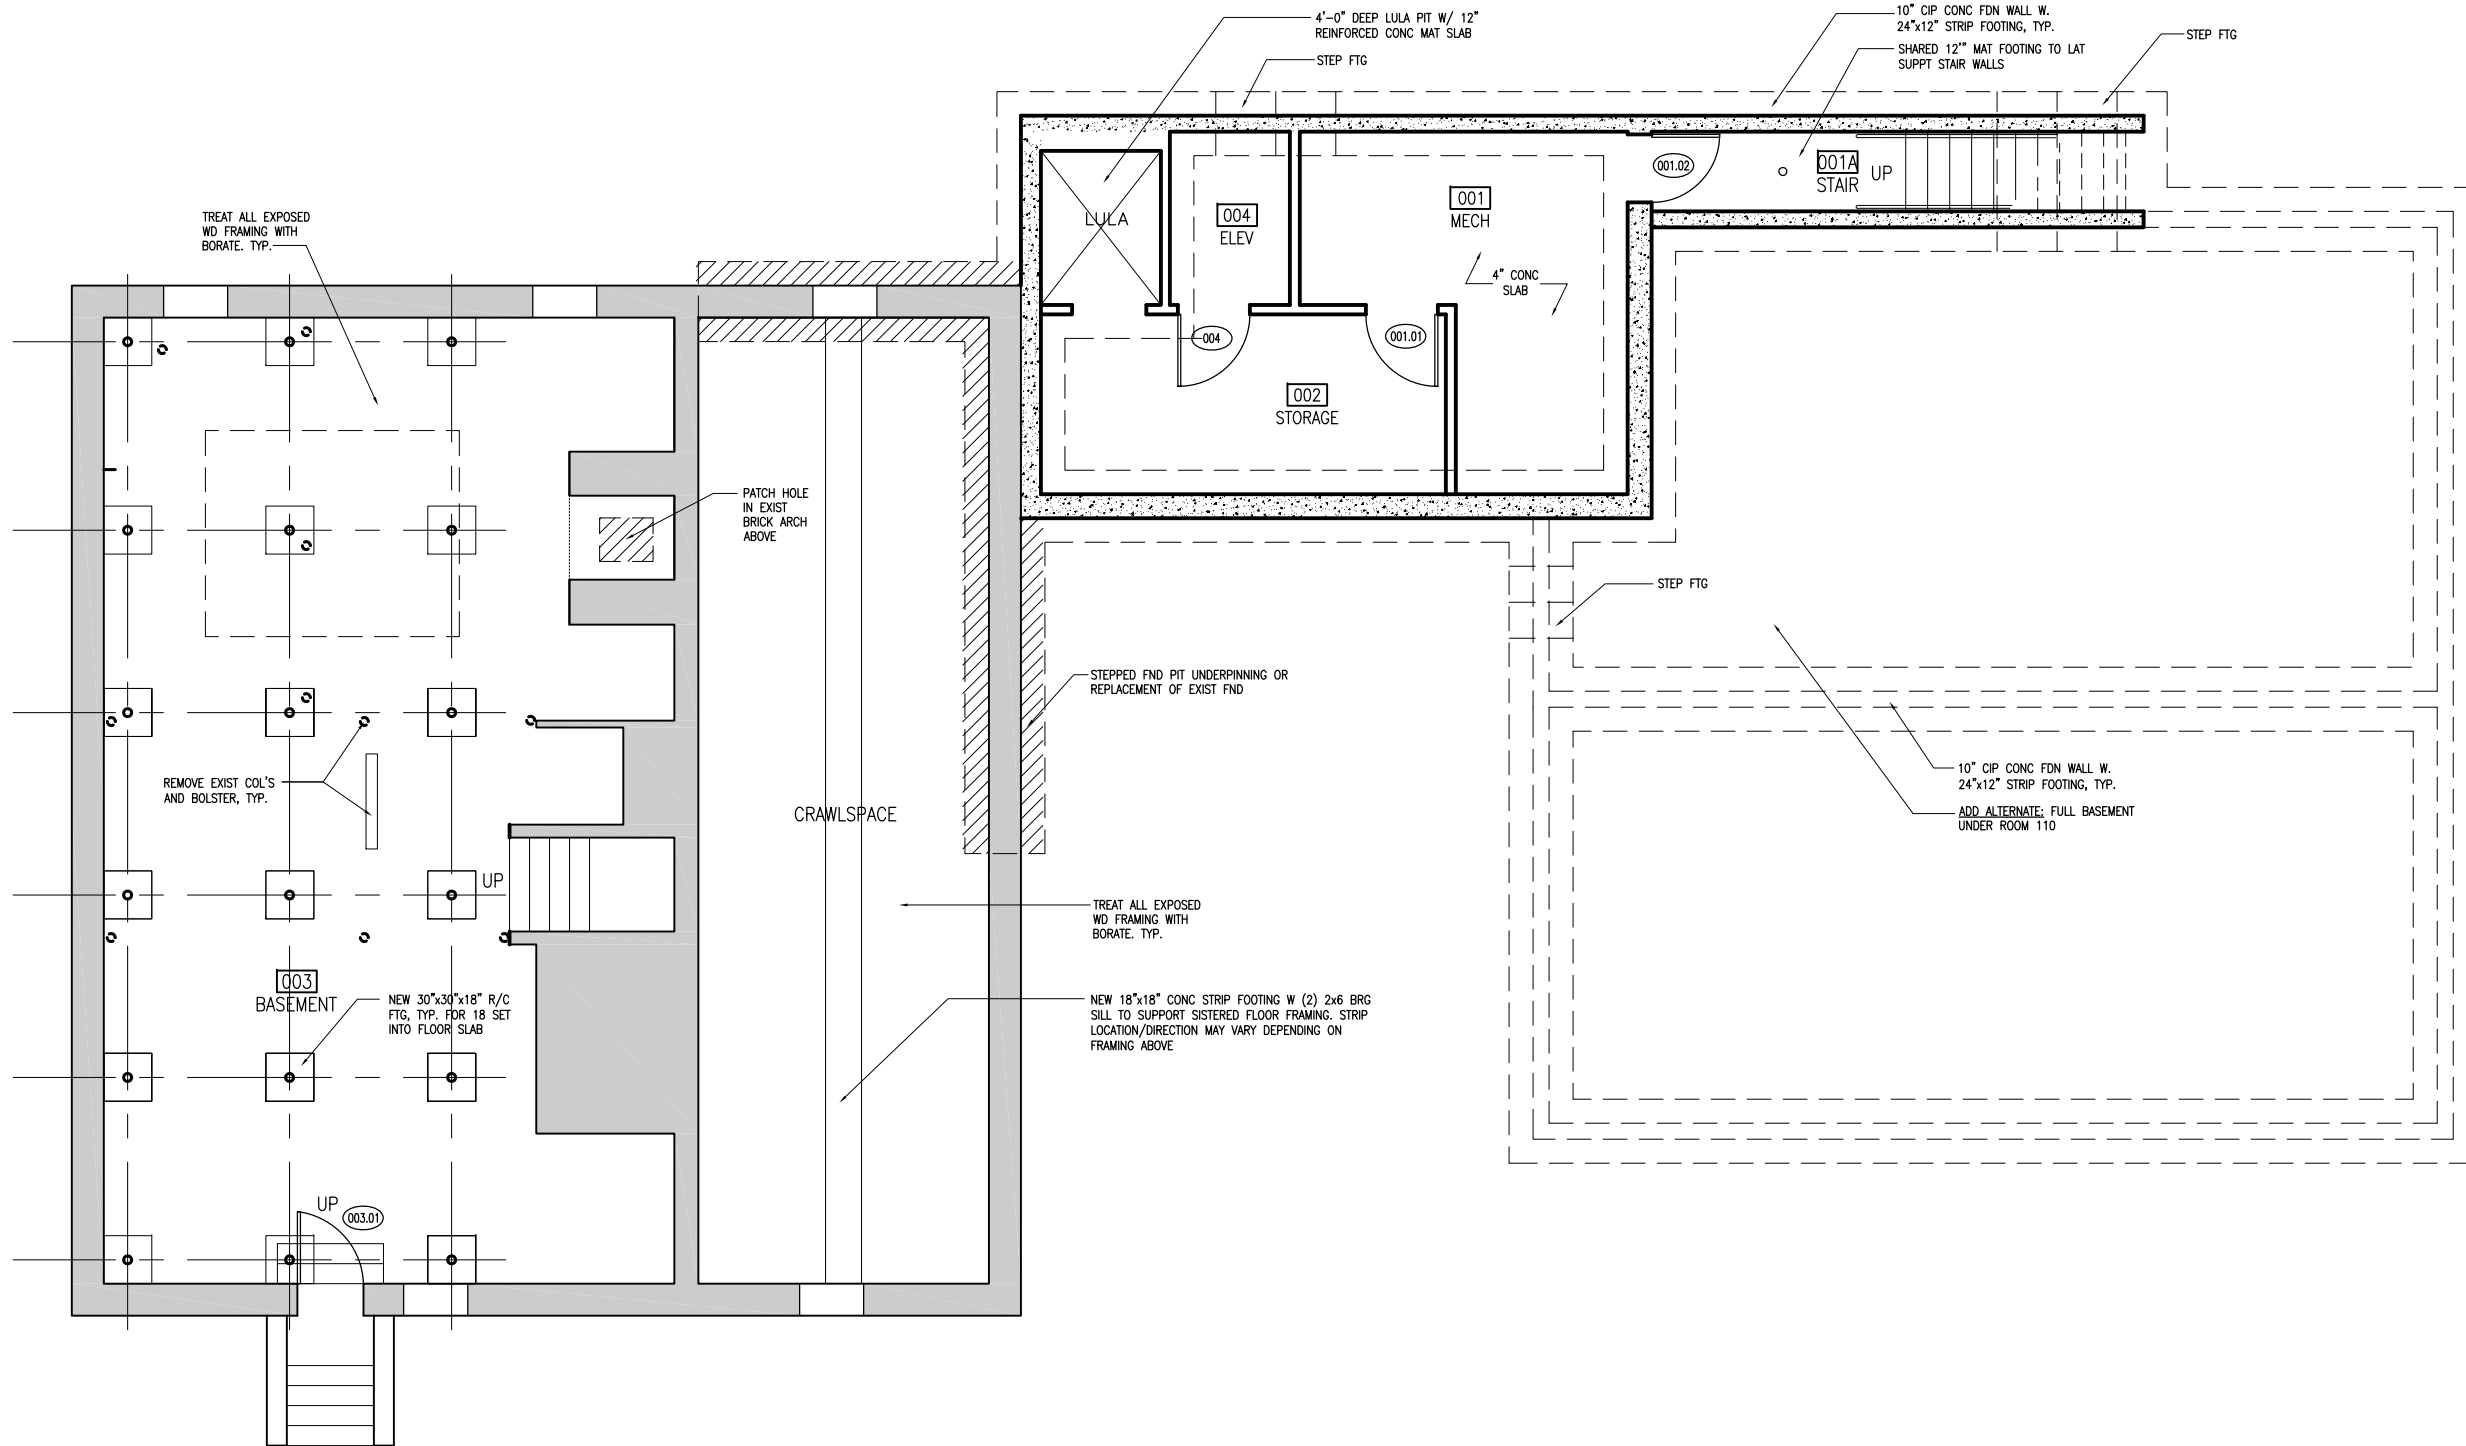 4'-0" DEEP LULA PIT W/ 12"
REINFORCED CONC MAT SLAB
STEP FTG
10" CIP CONC FDN WALL W.
24"x12" STRIP FOOTING, TYP.
SHARED 12'" MAT FOOTING TO LAT
SUPPT STAIR WALLS
STEP FTG
TREAT ALL EXPOSED
WD FRAMING WITH
BORATE. TYP.
LULA
004
ELEV
001
MECH
001.02
001A
STAIR
UP
4" CONC
SLAB
004
001.01
002
STORAGE
PATCH HOLE
IN EXIST
BRICK ARCH
ABOVE
STEP FTG
STEPPED FND PIT UNDERPINNING OR
REPLACEMENT OF EXIST FND
REMOVE EXIST COL'S
AND BOLSTER, TYP.
CRAWLSPACE
10" CIP CONC FDN WALL W.
24"x12" STRIP FOOTING, TYP.
ADD ALTERNATE: FULL BASEMENT
UNDER ROOM 110
UP
TREAT ALL EXPOSED
WD FRAMING WITH
BORATE. TYP.
003
BASEMENT
NEW 30"x30"x18" R/C
FTG, TYP. FOR 18 SET
INTO FLOOR SLAB
NEW 18"x18" CONC STRIP FOOTING W (2) 2x6 BRG
SILL TO SUPPORT SISTERED FLOOR FRAMING. STRIP
LOCATION/DIRECTION MAY VARY DEPENDING ON
FRAMING ABOVE
UP
003.01